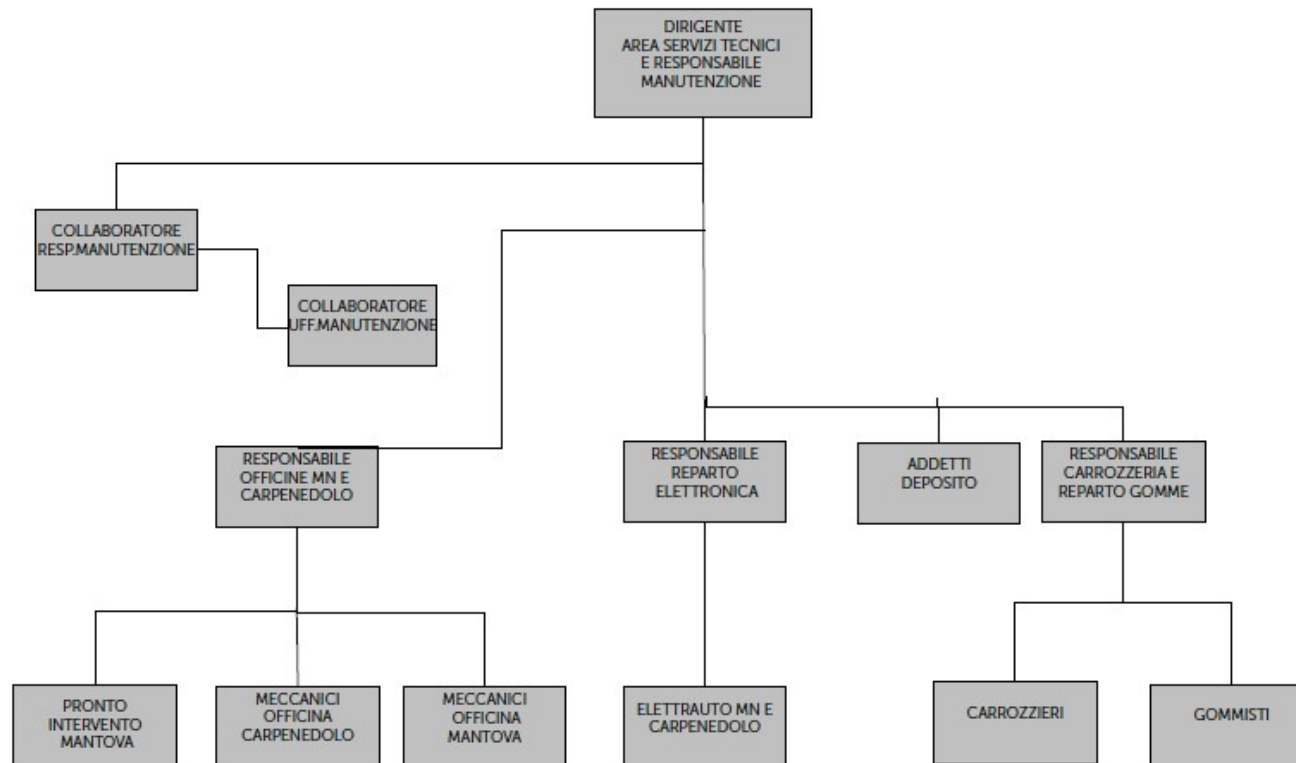 DIRIGENTE
AREA SERVIZI TECNICI
E RESPONSABILE
MANUTENZIONE
COLLABORATORE
RESP.MANUTENZIONE
COLLABORATORE
UFF.MANUTENZIONE
RESPONSABILE
OFFICINE MN E
CARPENEDOLO
RESPONSABILE
REPARTO
ELETTRONICA
ADDETTI
DEPOSITO
RESPONSABILE
CARROZZERIA E
REPARTO GOMME
PRONTO
INTERVENTO
MANTOVA
MECCANICI
OFFICINA
CARPENEDOLO
MECCANICI
OFFICINA
MANTOVA
ELETTRAUTO MN E
CARPENEDOLO
CARROZZIERI
GOMMISTI